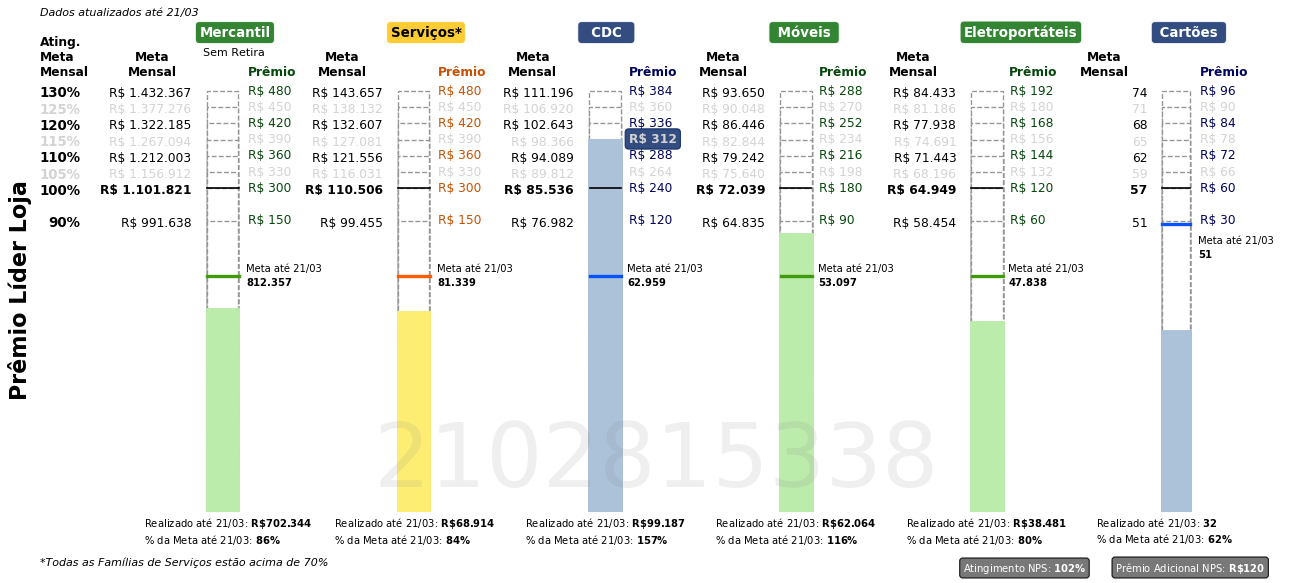 Dados atualizados até 21/03
Mercantil Serviços* CDC Móveis Eletroportáteis Cartões
Sem Retira
Ating. Meta Mensal
Meta Mensal Prêmio Meta Mensal Prêmio Meta Mensal Prêmio Meta Mensal Prêmio Meta Mensal Prêmio Meta Mensal Prêmio
130% R$ 1.432.367 R$ 480 R$ 143.657 R$ 480 R$ 111.196 R$ 384 R$ 93.650 R$ 288 R$ 84.433 R$ 192 74 R$ 96
125% R$ 1.377.276 R$ 450 R$ 138.132 R$ 450 R$ 106.920 R$ 360 R$ 90.048 R$ 270 R$ 81.186 R$ 180 71 R$ 90
120% R$ 1.322.185 R$ 420 R$ 132.607 R$ 420 R$ 102.643 R$ 336 R$ 86.446 R$ 252 R$ 77.938 R$ 168 68 R$ 84
115% R$ 1.267.094 R$ 390 R$ 127.081 R$ 390 R$ 98.366 R$ 312 R$ 82.844 R$ 234 R$ 74.691 R$ 156 65 R$ 78
110% R$ 1.212.003 R$ 360 R$ 121.556 R$ 360 R$ 94.089 R$ 288 R$ 79.242 R$ 216 R$ 71.443 R$ 144 62 R$ 72
105% R$ 1.156.912 R$ 330 R$ 116.031 R$ 330 R$ 89.812 R$ 264 R$ 75.640 R$ 198 R$ 68.196 R$ 132 59 R$ 66
100% R$ 1.101.821 R$ 300 R$ 110.506 R$ 300 R$ 85.536 R$ 240 R$ 72.039 R$ 180 R$ 64.949 R$ 120 57 R$ 60
90% R$ 991.638 R$ 150 R$ 99.455 R$ 150 R$ 76.982 R$ 120 R$ 64.835 R$ 90 R$ 58.454 R$ 60 51 R$ 30
Meta até 21/03
51
Meta até 21/03 Meta até 21/03 Meta até 21/03 Meta até 21/03 Meta até 21/03
812.357 81.339 62.959 53.097 47.838
Prêmio Líder Loja
2102815338
Realizado até 21/03: R$702.344 Realizado até 21/03: R$68.914 Realizado até 21/03: R$99.187 Realizado até 21/03: R$62.064 Realizado até 21/03: R$38.481 Realizado até 21/03: 32
% da Meta até 21/03: 86% % da Meta até 21/03: 84% % da Meta até 21/03: 157% % da Meta até 21/03: 116% % da Meta até 21/03: 80% % da Meta até 21/03: 62%
*Todas as Famílias de Serviços estão acima de 70%
Atingimento NPS: 102% Prêmio Adicional NPS: R$120